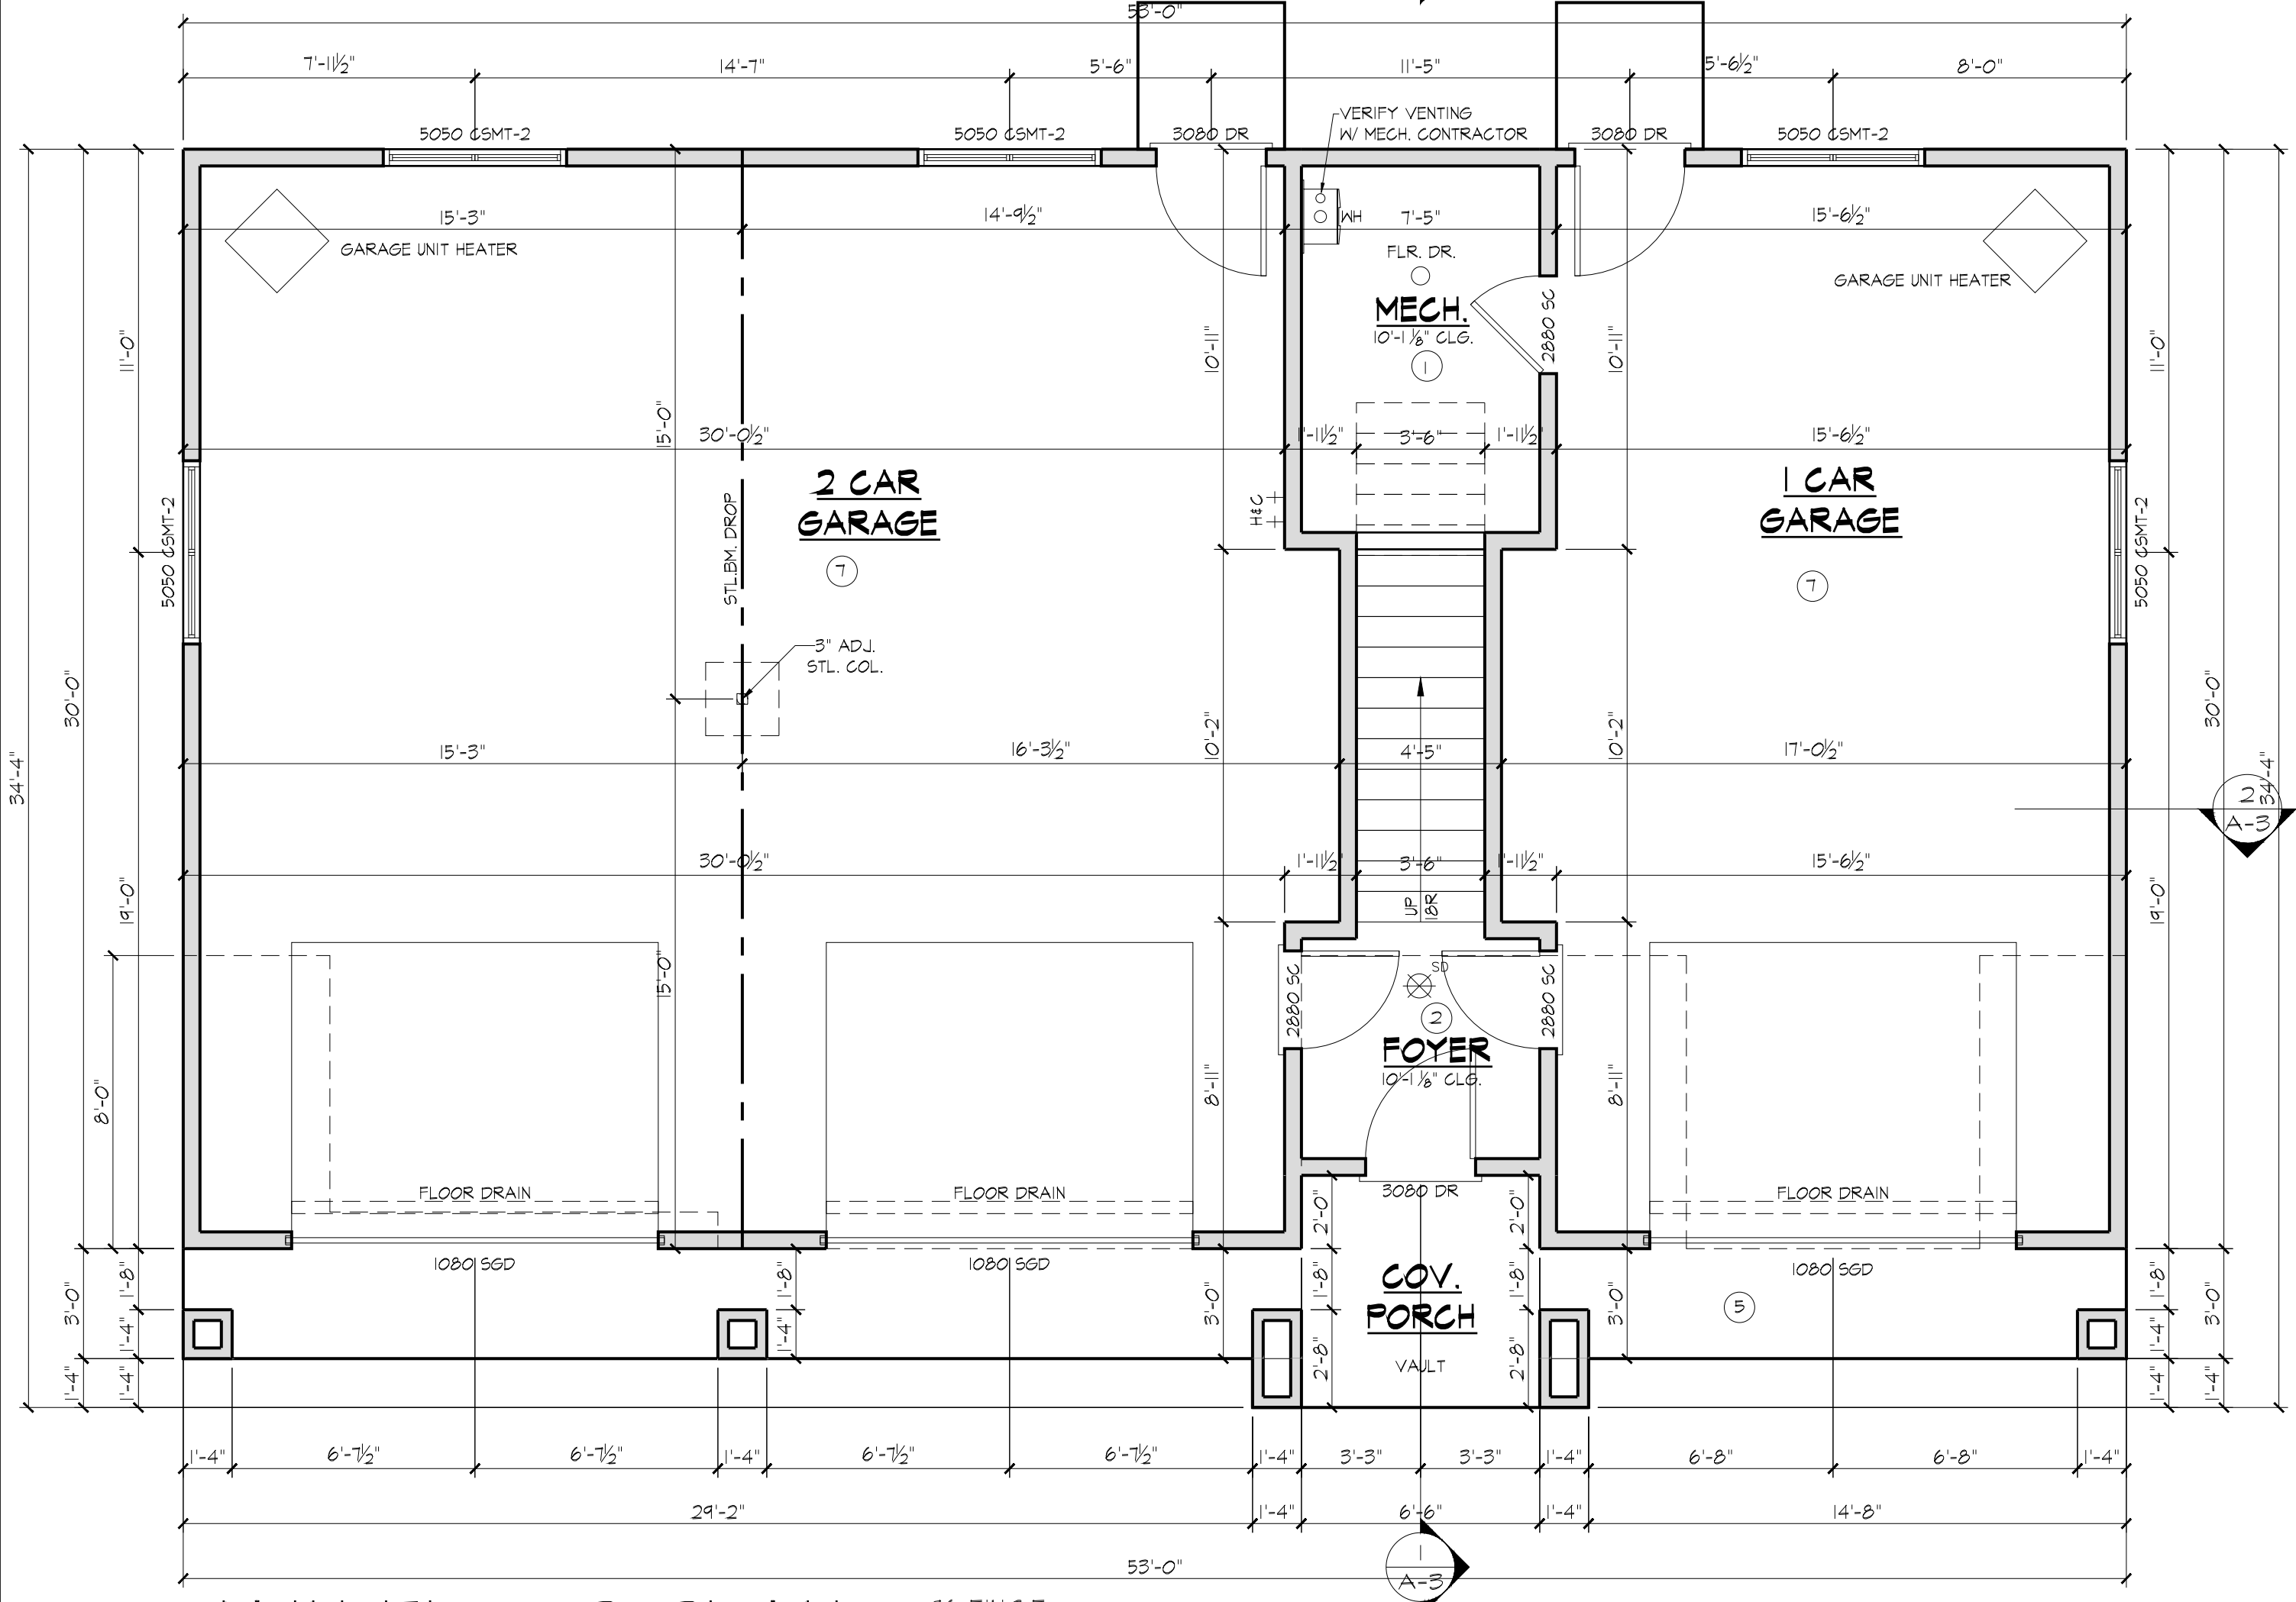 53'-0"
7'-11½" 14'-7" 5'-6" 11'-5" 5'-6½" 8'-0"
VERIFY VENTING
W/ MECH. CONTRACTOR
5050 CSMT-2 5050 CSMT-2 3080 DR 3080 DR 5050 CSMT-2
15'-3" 14'-9½" WH 7'-5" 15'-6½"
GARAGE UNIT HEATER FLR. DR. GARAGE UNIT HEATER
MECH.
10'-1⅛" CLG.
1
2880 SC
11'-0" 10'-11" 10'-11" 11'-0"
15'-0"
30'-0½" 1'-11½" 3'-6" 1'-11½" 15'-6½"
2 CAR
GARAGE
7
1 CAR
GARAGE
7
5050 CSMT-2 STL.BM. DROP H&C 5050 CSMT-2
3" ADJ.
STL. COL.
30'-0" 30'-0"
34'-4" 34'-4"
15'-3" 16'-3½" 10'-2" 4'-5" 10'-2" 17'-0½"
2
A-3
30'-0½" 1'-11½" 3'-6" 1'-11½" 15'-6½"
19'-0" 19'-0"
UP
18R
15'-0"
2880 SC SD 2880 SC
2
FOYER
10'-1⅛" CLG.
8'-0" 8'-11" 8'-11"
FLOOR DRAIN FLOOR DRAIN 3080 DR FLOOR DRAIN
2'-0" 2'-0"
1080 SGD 1080 SGD 1080 SGD
COV.
PORCH
VAULT
5
3'-0" 1'-8" 1'-8" 3'-0" 1'-8" 1'-8" 3'-0" 1'-8" 3'-0"
1'-4" 1'-4" 1'-4"
2'-8" 2'-8"
1'-4" 1'-4" 1'-4" 1'-4"
1'-4" 6'-7½" 6'-7½" 1'-4" 6'-7½" 6'-7½" 1'-4" 3'-3" 3'-3" 1'-4" 6'-8" 6'-8" 1'-4"
29'-2" 1'-4" 6'-6" 1'-4" 14'-8"
53'-0"
1
A-3